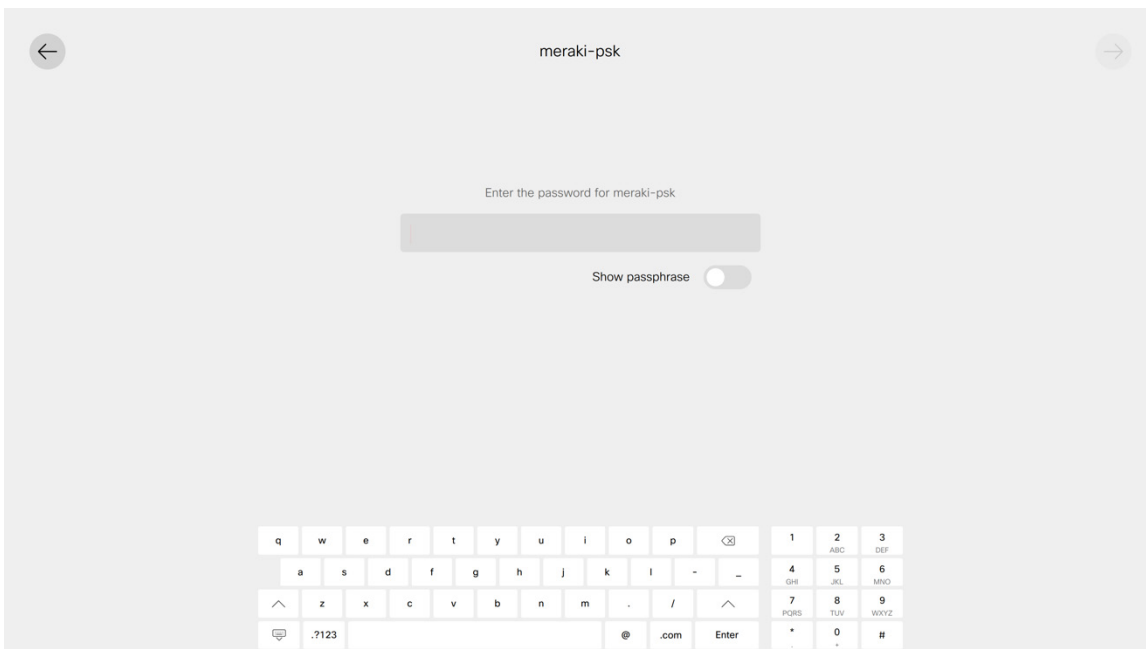 meraki-psk
Enter the password for meraki-psk
Show passphrase
q w e r t y u i o p 1 2 3
ABC DEF
a s d f g h j k l - _ 4 5 6
GHI JKL MNO
z x c v b n m . / 7 8 9
PQRS TUV WXYZ
.?123 @ .com Enter * 0 #
, +